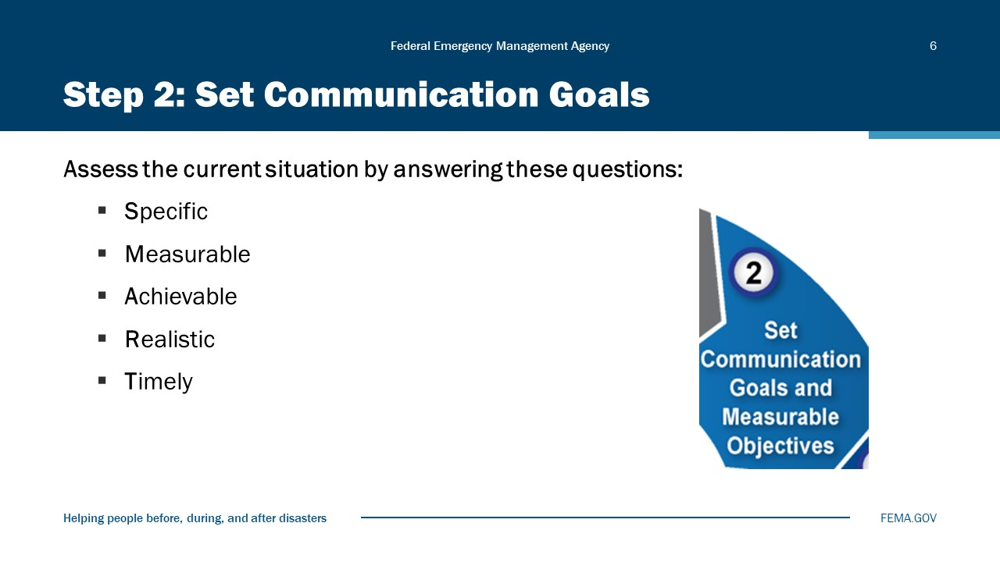 Federal Emergency Management Agency
6
Step 2: Set Communication Goals
Assess the current situation by answering these questions:
▪ Specific
▪ Measurable
▪ Achievable
▪ Realistic
▪ Timely
2
Set
Communication
Goals and
Measurable
Objectives
Helping people before, during, and after disasters
FEMA.GOV